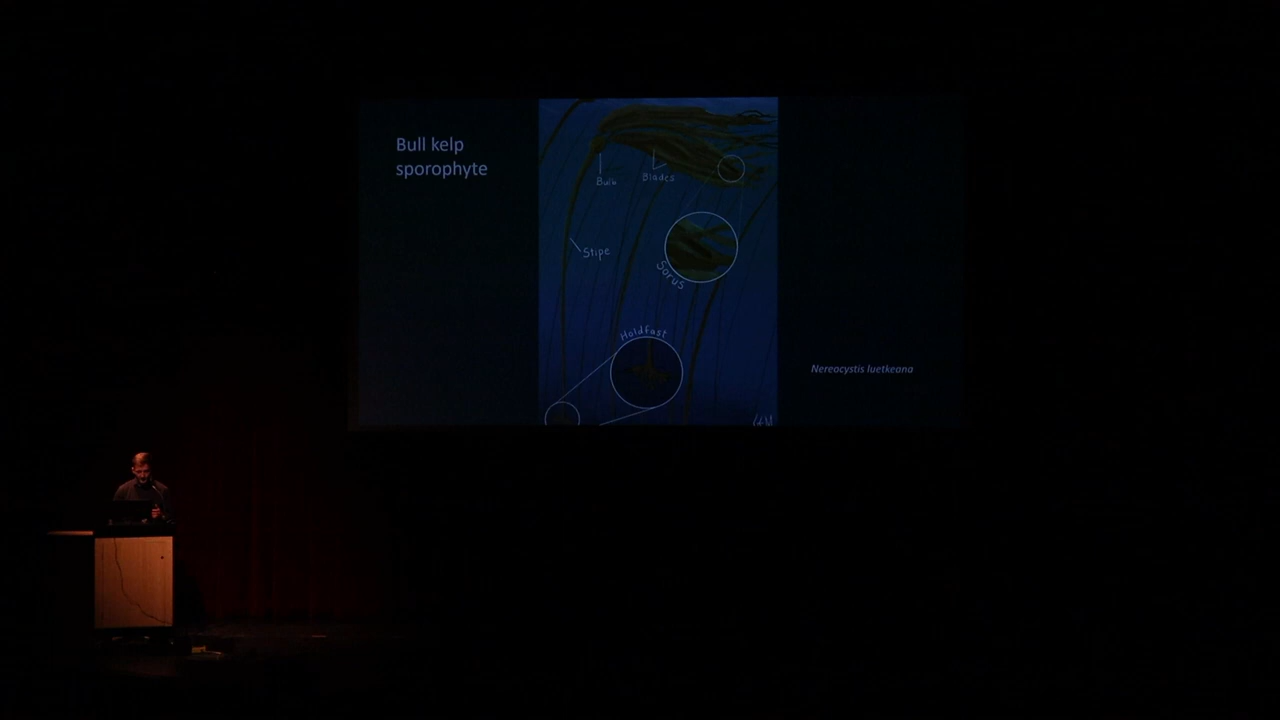 Bull kelp
sporophyte
Bulb
Blades
Stipe
Sorus
Holdfast
Nereocystis luetkeana